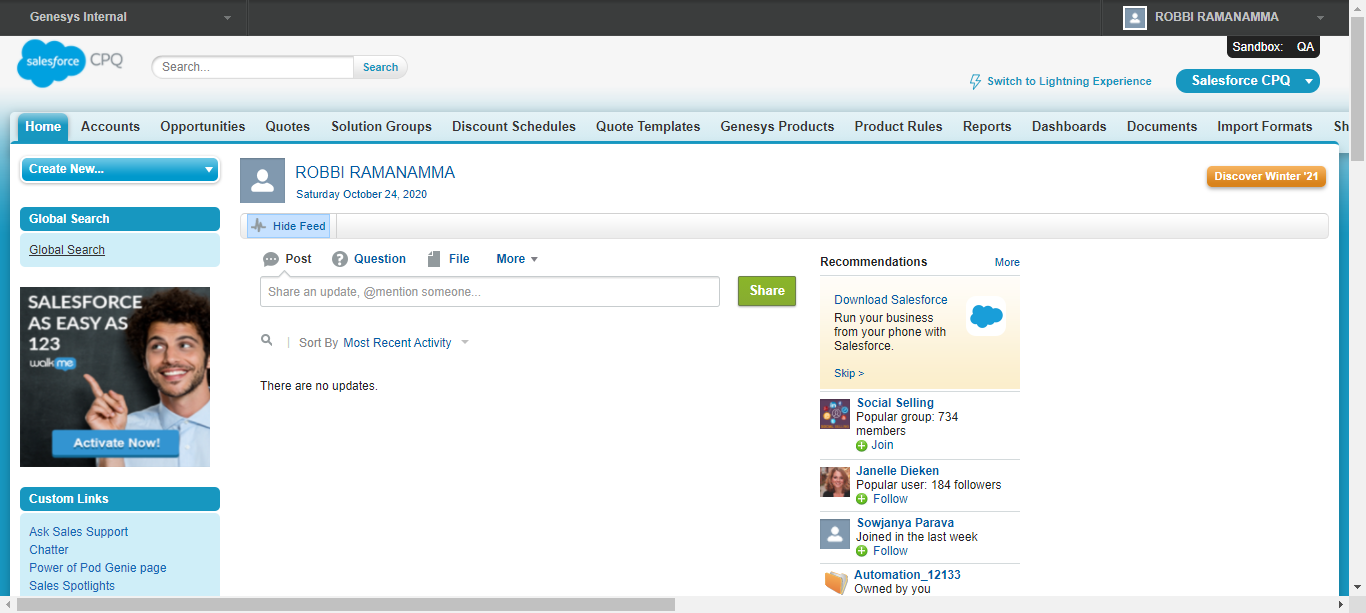 Genesys Internal
ROBBI RAMANAMMA
Sandbox: QA
salesforce CPQ
Search...
Search
Switch to Lightning Experience
Salesforce CPQ
Home Accounts Opportunities Quotes Solution Groups Discount Schedules Quote Templates Genesys Products Product Rules Reports Dashboards Documents Import Formats Sh
Create New...
Global Search
Global Search
SALESFORCE
AS EASY AS
123
walkme
Activate Now!
Custom Links
Ask Sales Support
Chatter
Power of Pod Genie page
Sales Spotlights
ROBBI RAMANAMMA
Saturday October 24, 2020
Discover Winter '21
Hide Feed
Post Question File More
Share an update, @mention someone...
Share
Sort By Most Recent Activity
There are no updates.
Recommendations More
Download Salesforce
Run your business
from your phone with
Salesforce.
Skip >
Social Selling
Popular group: 734
members
Join
Janelle Dieken
Popular user: 184 followers
Follow
Sowjanya Parava
Joined in the last week
Follow
Automation_12133
Owned by you